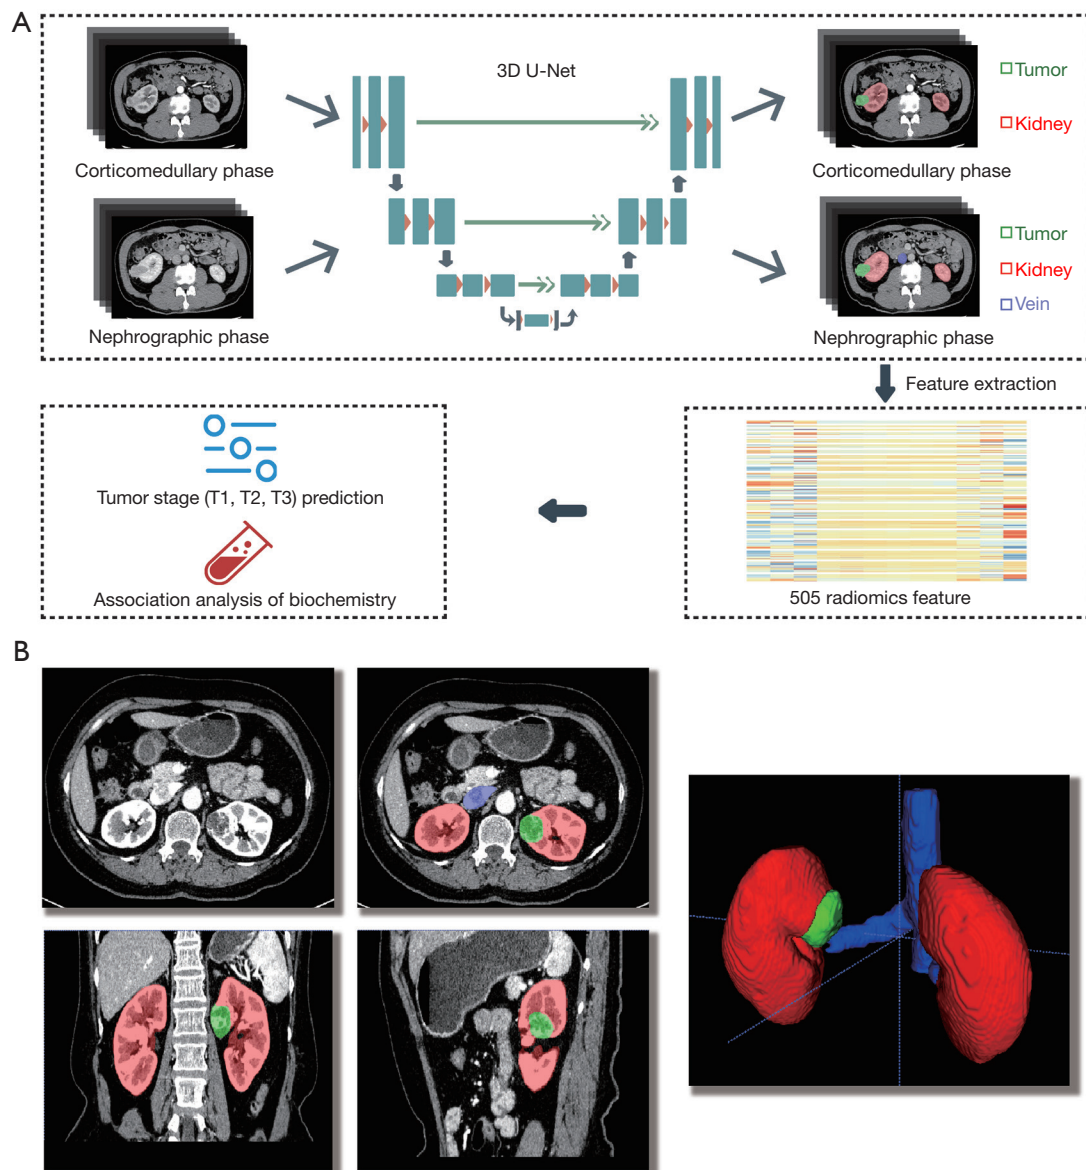 A
3D U-Net
Tumor
Kidney
Corticomedullary phase
Corticomedullary phase
Tumor
Kidney
Vein
Nephrographic phase
Nephrographic phase
Feature extraction
Tumor stage (T1, T2, T3) prediction
Association analysis of biochemistry
505 radiomics feature
B